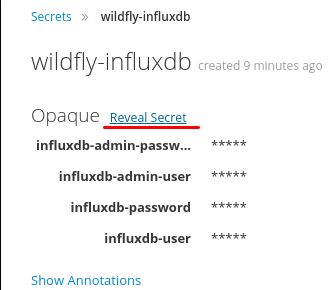 Secrets » wildfly-influxdb
wildfly-influxdb created 9 minutes ago
Opaque Reveal Secret
influxdb-admin-passw... *****
influxdb-admin-user *****
influxdb-password *****
influxdb-user *****
Show Annotations